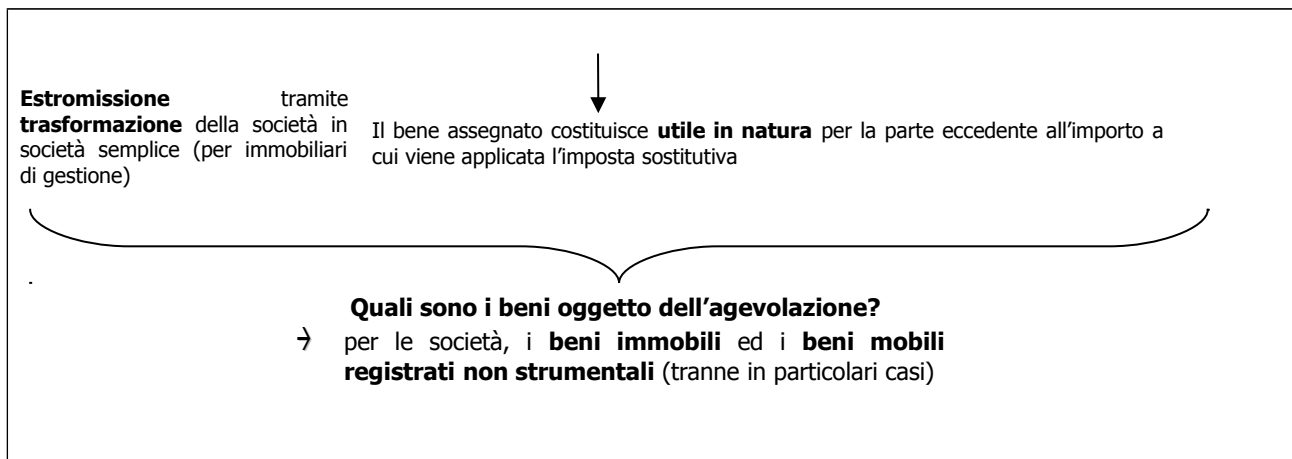 Estromissione tramite
trasformazione della società in
società semplice (per immobiliari
di gestione)
Il bene assegnato costituisce utile in natura per la parte eccedente all’importo a
cui viene applicata l’imposta sostitutiva
.
Quali sono i beni oggetto dell’agevolazione?
per le società, i beni immobili ed i beni mobili
registrati non strumentali (tranne in particolari casi)